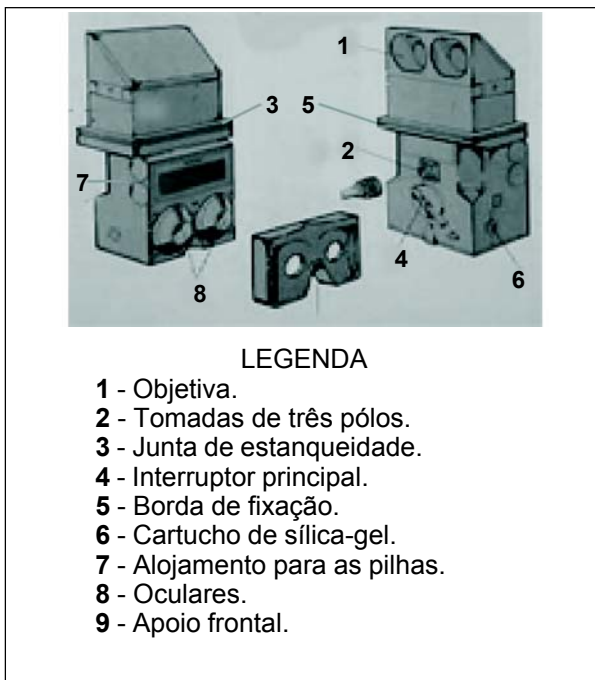 1
3 5
2
7
4
6
8
LEGENDA
1 - Objetiva.
2 - Tomadas de três pólos.
3 - Junta de estanqueidade.
4 - Interruptor principal.
5 - Borda de fixação.
6 - Cartucho de sílica-gel.
7 - Alojamento para as pilhas.
8 - Oculares.
9 - Apoio frontal.